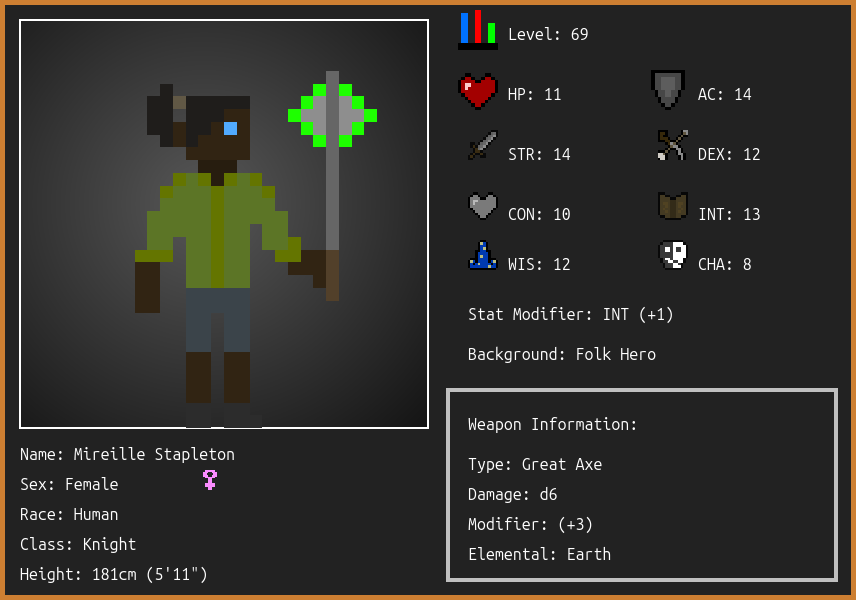 Level: 69
HP: 11
AC: 14
STR: 14
DEX: 12
CON: 10
INT: 13
WIS: 12
CHA: 8
Stat Modifier: INT (+1)
Background: Folk Hero
Weapon Information:
Type: Great Axe
Damage: d6
Modifier: (+3)
Elemental: Earth
Name: Mireille Stapleton
Sex: Female
Race: Human
Class: Knight
Height: 181cm (5'11")